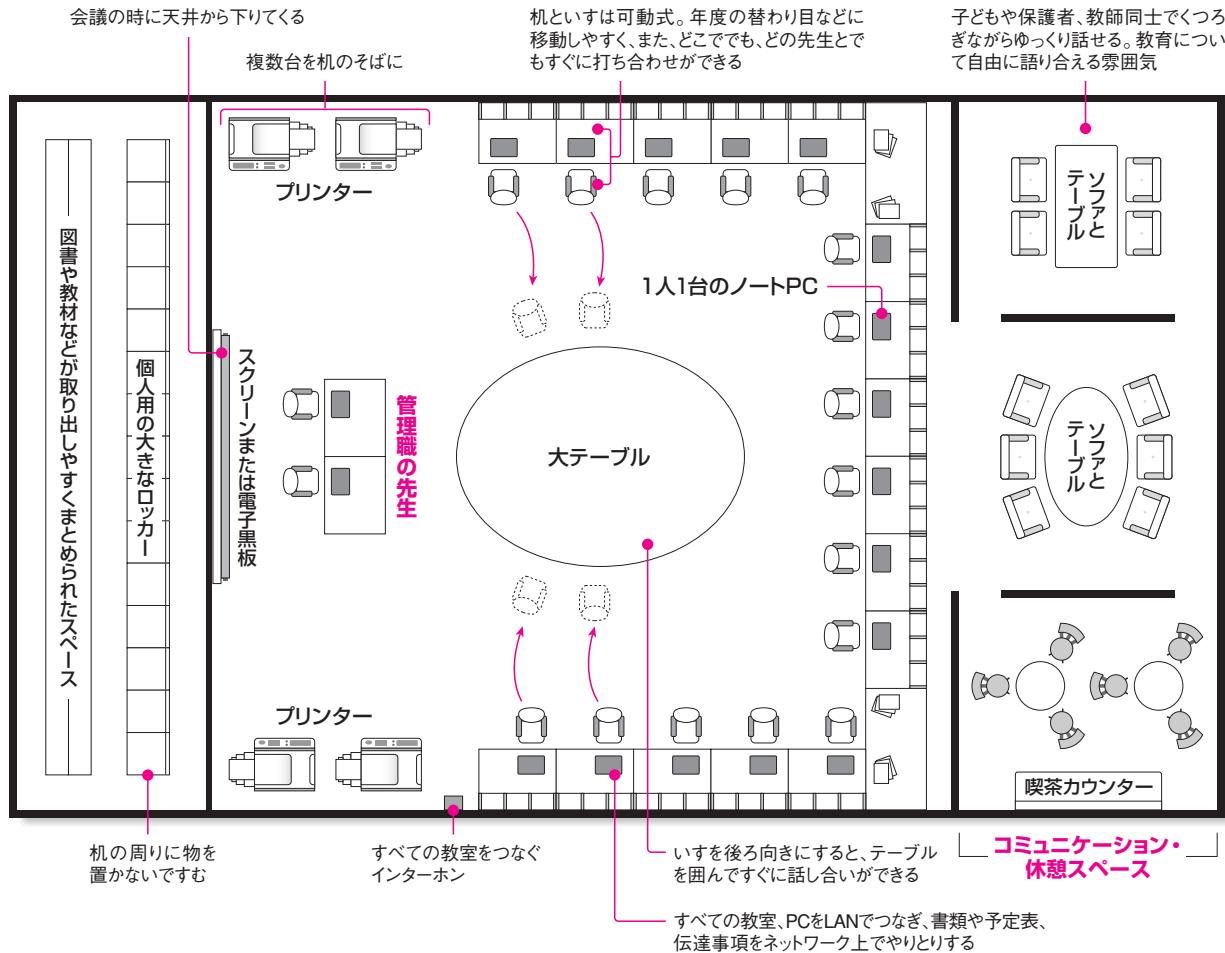 会議の時に天井から下りてくる
複数台を机のそばに
机といすは可動式。年度の替わり目などに
移動しやすく、また、どこででも、どの先生とで
もすぐに打ち合わせができる
子どもや保護者、教師同士でくつろ
ぎながらゆっくり話せる。教育につい
て自由に語り合える雰囲気
プリンター
図書や教材などが取り出しやすくまとめられたスペース
個人用の大きなロッカー
スクリーンまたは電子黒板
管理職の先生
1人1台のノートPC
大テーブル
ソファと
テーブル
ソファと
テーブル
プリンター
喫茶カウンター
机の周りに物を
置かないですむ
すべての教室をつなぐ
インターホン
いすを後ろ向きにすると、テーブル
を囲んですぐに話し合いができる
コミュニケーション・
休憩スペース
すべての教室、PCをLANでつなぎ、書類や予定表、
伝達事項をネットワーク上でやりとりする